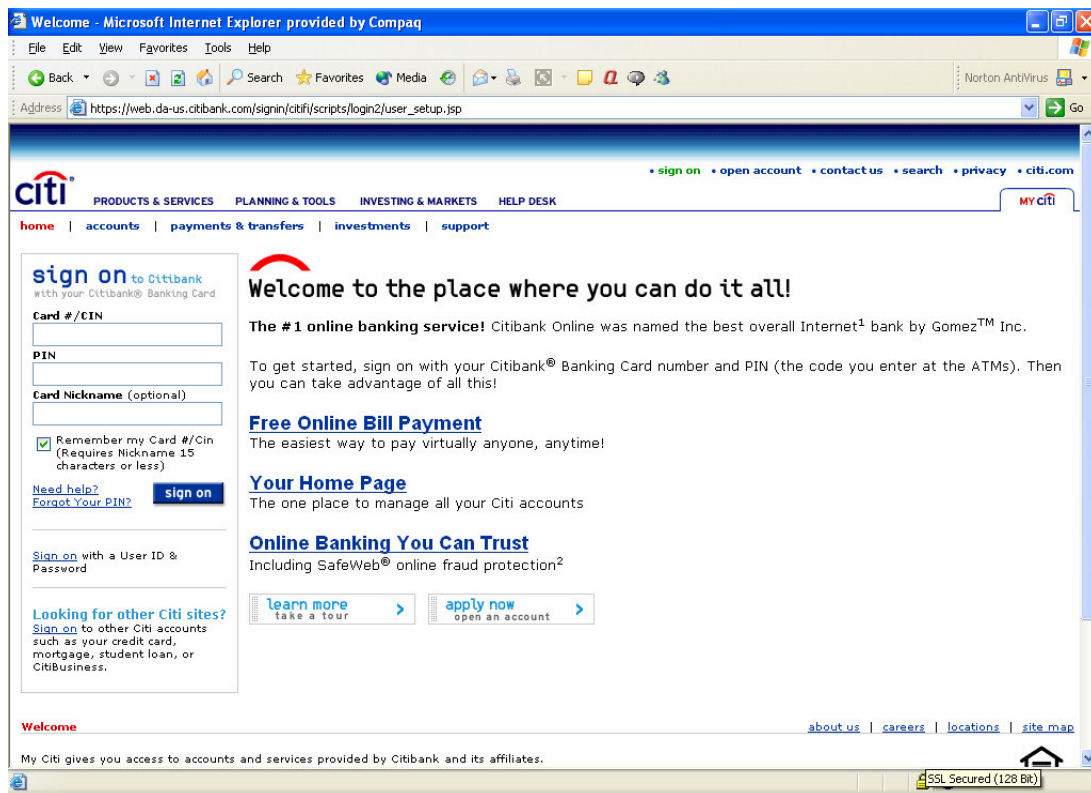 Welcome - Microsoft Internet Explorer provided by Compaq
File Edit View Favorites Tools Help
Back Search Favorites Media Norton AntiVirus
Address https://web.da-us.citibank.com/signin/citifi/scripts/login2/user_setup.jsp Go
• sign on • open account • contact us • search • privacy • citi.com
citi®
PRODUCTS & SERVICES PLANNING & TOOLS INVESTING & MARKETS HELP DESK MY citi
home | accounts | payments & transfers | investments | support
sign on to Citibank
with your Citibank® Banking Card
Card #/CIN
PIN
Card Nickname (optional)
Remember my Card #/Cin
(Requires Nickname 15
characters or less)
Need help?
Forgot Your PIN?
sign on
Sign on with a User ID &
Password
Looking for other Citi sites?
Sign on to other Citi accounts
such as your credit card,
mortgage, student loan, or
CitiBusiness.
Welcome to the place where you can do it all!
The #1 online banking service! Citibank Online was named the best overall Internet¹ bank by Gomez™ Inc.
To get started, sign on with your Citibank® Banking Card number and PIN (the code you enter at the ATMs). Then
you can take advantage of all this!
Free Online Bill Payment
The easiest way to pay virtually anyone, anytime!
Your Home Page
The one place to manage all your Citi accounts
Online Banking You Can Trust
Including SafeWeb® online fraud protection²
learn more
take a tour
apply now
open an account
Welcome
about us | careers | locations | site map
My Citi gives you access to accounts and services provided by Citibank and its affiliates.
SSL Secured (128 Bit)